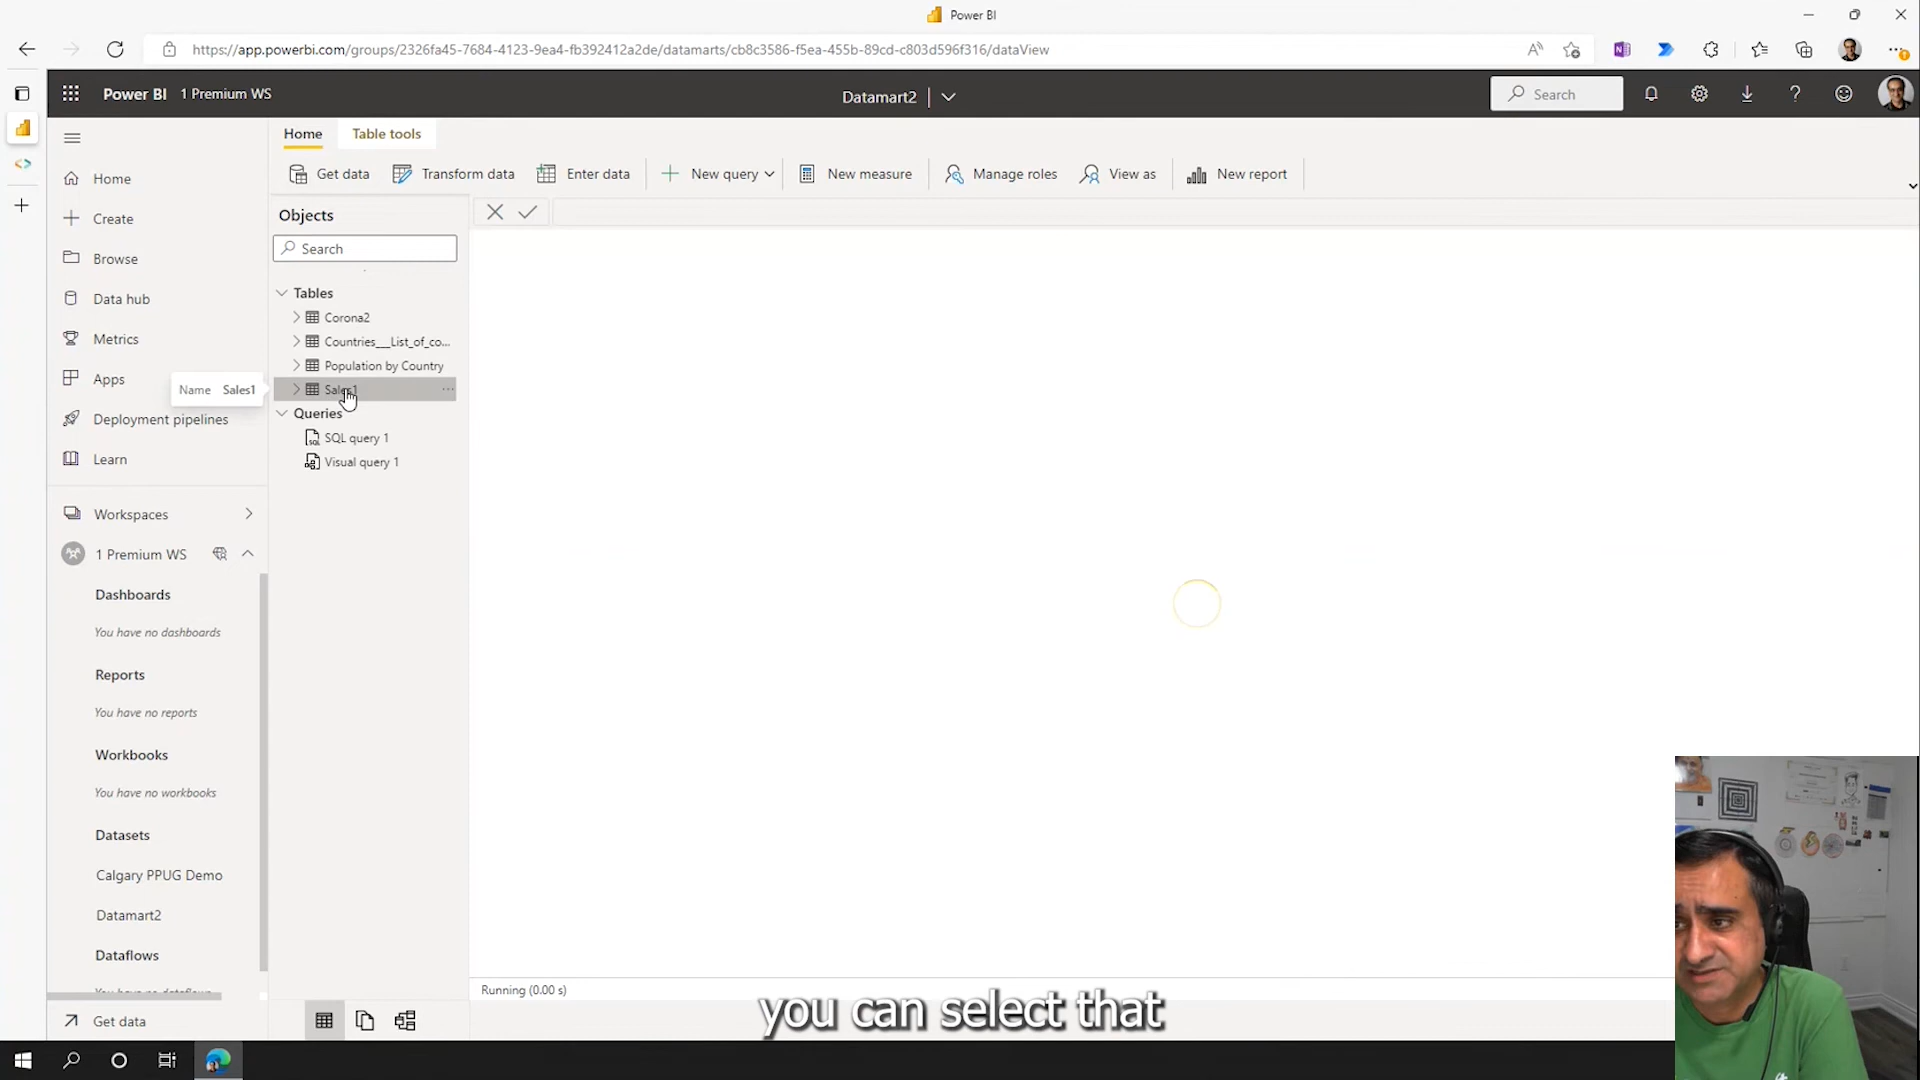 Power BI
https://app.powerbi.com/groups/2326fa45-7684-4123-9ea4-fb392412a2de/datamarts/cb8c3586-f5ea-455b-89cd-c803d596f316/dataView
Power BI 1 Premium WS
Datamart2
Search
Home
Create
Browse
Data hub
Metrics
Apps
Deployment pipelines
Learn
Workspaces
1 Premium WS
Dashboards
You have no dashboards
Reports
You have no reports
Workbooks
You have no workbooks
Datasets
Calgary PPUG Demo
Datamart2
Dataflows
Get data
Name Sales1
Home Table tools
Get data Transform data Enter data New query New measure Manage roles View as New report
Objects
Search
Tables
Corona2
Countries___List_of_co...
Population by Country
Sales1
Queries
SQL query 1
Visual query 1
Running (0.00 s)
you can select that